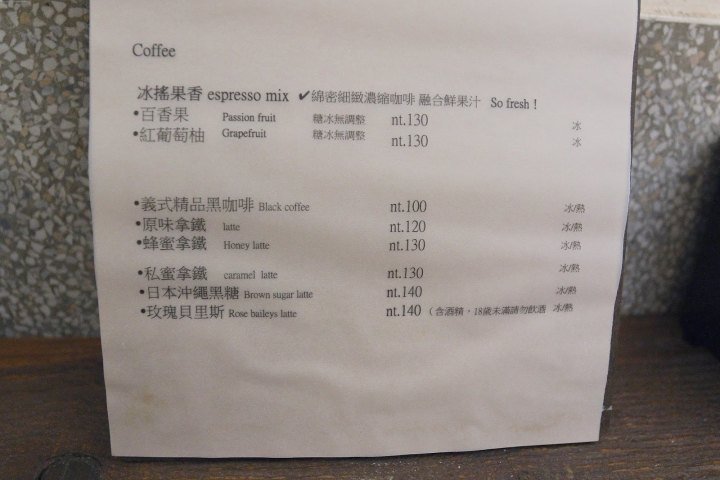 Coffee
冰搖果香 espresso mix ✔綿密細緻濃縮咖啡 融合鮮果汁 So fresh！
•百香果 Passion fruit 糖冰無調整 nt.130 冰
•紅葡萄柚 Grapefruit 糖冰無調整 nt.130 冰
•義式精品黑咖啡 Black coffee nt.100 冰/熱
•原味拿鐵 latte nt.120 冰/熱
•蜂蜜拿鐵 Honey latte nt.130 冰/熱
•私蜜拿鐵 caramel latte nt.130 冰/熱
•日本沖繩黑糖 Brown sugar latte nt.140 冰/熱
•玫瑰貝里斯 Rose baileys latte nt.140（含酒精，18歲未滿請勿飲酒 冰/熱